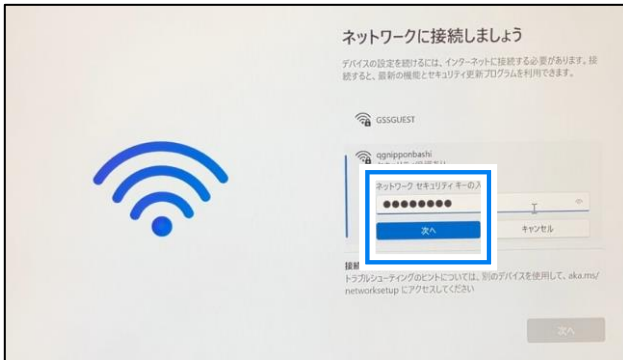 ネットワークに接続しましょう
デバイスの設定を続けるには、インターネットに接続する必要があります。接
続すると、最新の機能とセキュリティ更新プログラムを利用できます。
GSSGUEST
qgnipponbashi
ネットワーク セキュリティ キーの入
●●●●●●●●
次へ
キャンセル
トラブルシューティングのヒントについては、別のデバイスを使用して、aka.ms/
networksetup にアクセスしてください
次へ